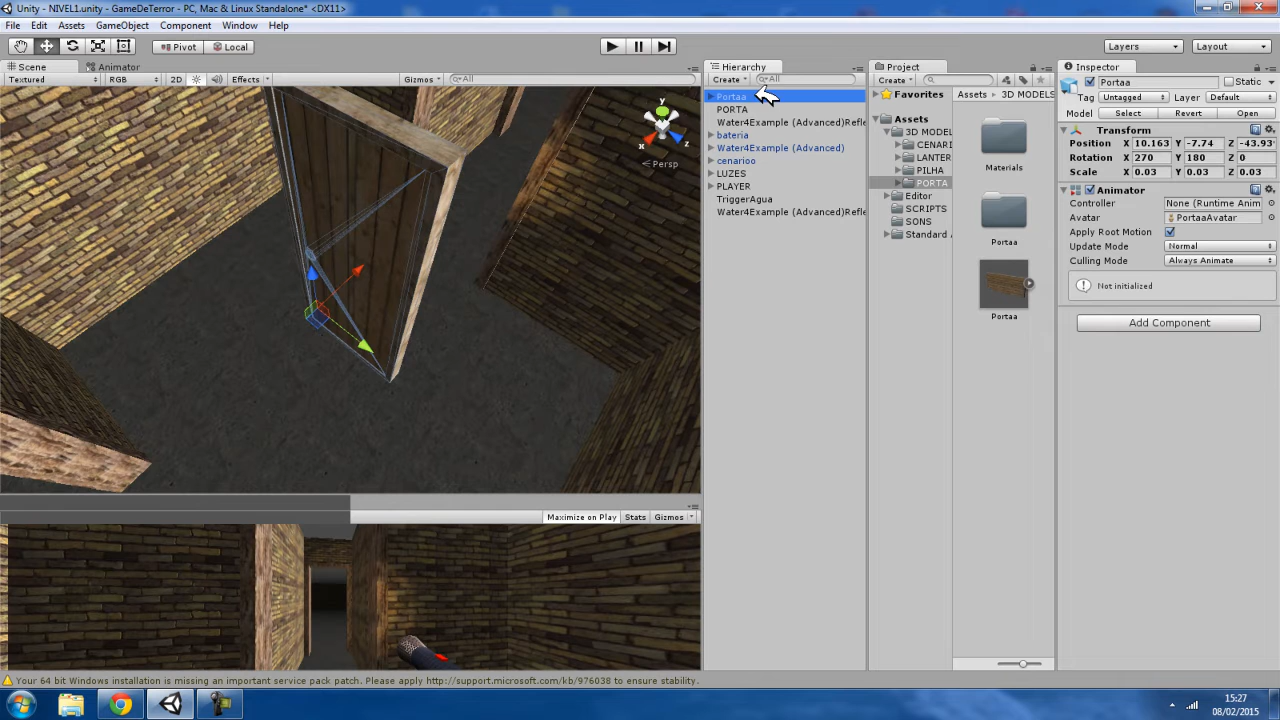 Unity - NIVEL1.unity - GameDeTerror - PC, Mac & Linux Standalone* <DX11>
File Edit Assets GameObject Component Window Help
Pivot Local Layers Layout
Scene Animator
Textured RGB 2D Effects Gizmos All
y
x
z
Persp
Maximize on Play Stats Gizmos
Hierarchy
Create All
Portaa
PORTA
Water4Example (Advanced)Refle
bateria
Water4Example (Advanced)
cenarioo
LUZES
PLAYER
TriggerAgua
Water4Example (Advanced)Refle
Project
Create
Favorites
Assets
3D MODEL
CENARI
LANTER
PILHA
PORTA
Editor
SCRIPTS
SONS
Standard
Assets 3D MODELS
Materials
Portaa
Portaa
Inspector
Portaa Static
Tag Untagged Layer Default
Model Select Revert Open
Transform
Position X 10.163 Y -7.74 Z -43.93
Rotation X 270 Y 180 Z 0
Scale X 0.03 Y 0.03 Z 0.03
Animator
Controller None (Runtime Anim
Avatar PortaaAvatar
Apply Root Motion
Update Mode Normal
Culling Mode Always Animate
Not initialized
Add Component
Your 64 bit Windows installation is missing an important service pack patch. Please apply http://support.microsoft.com/kb/976038 to ensure stability.
15:27
08/02/2015